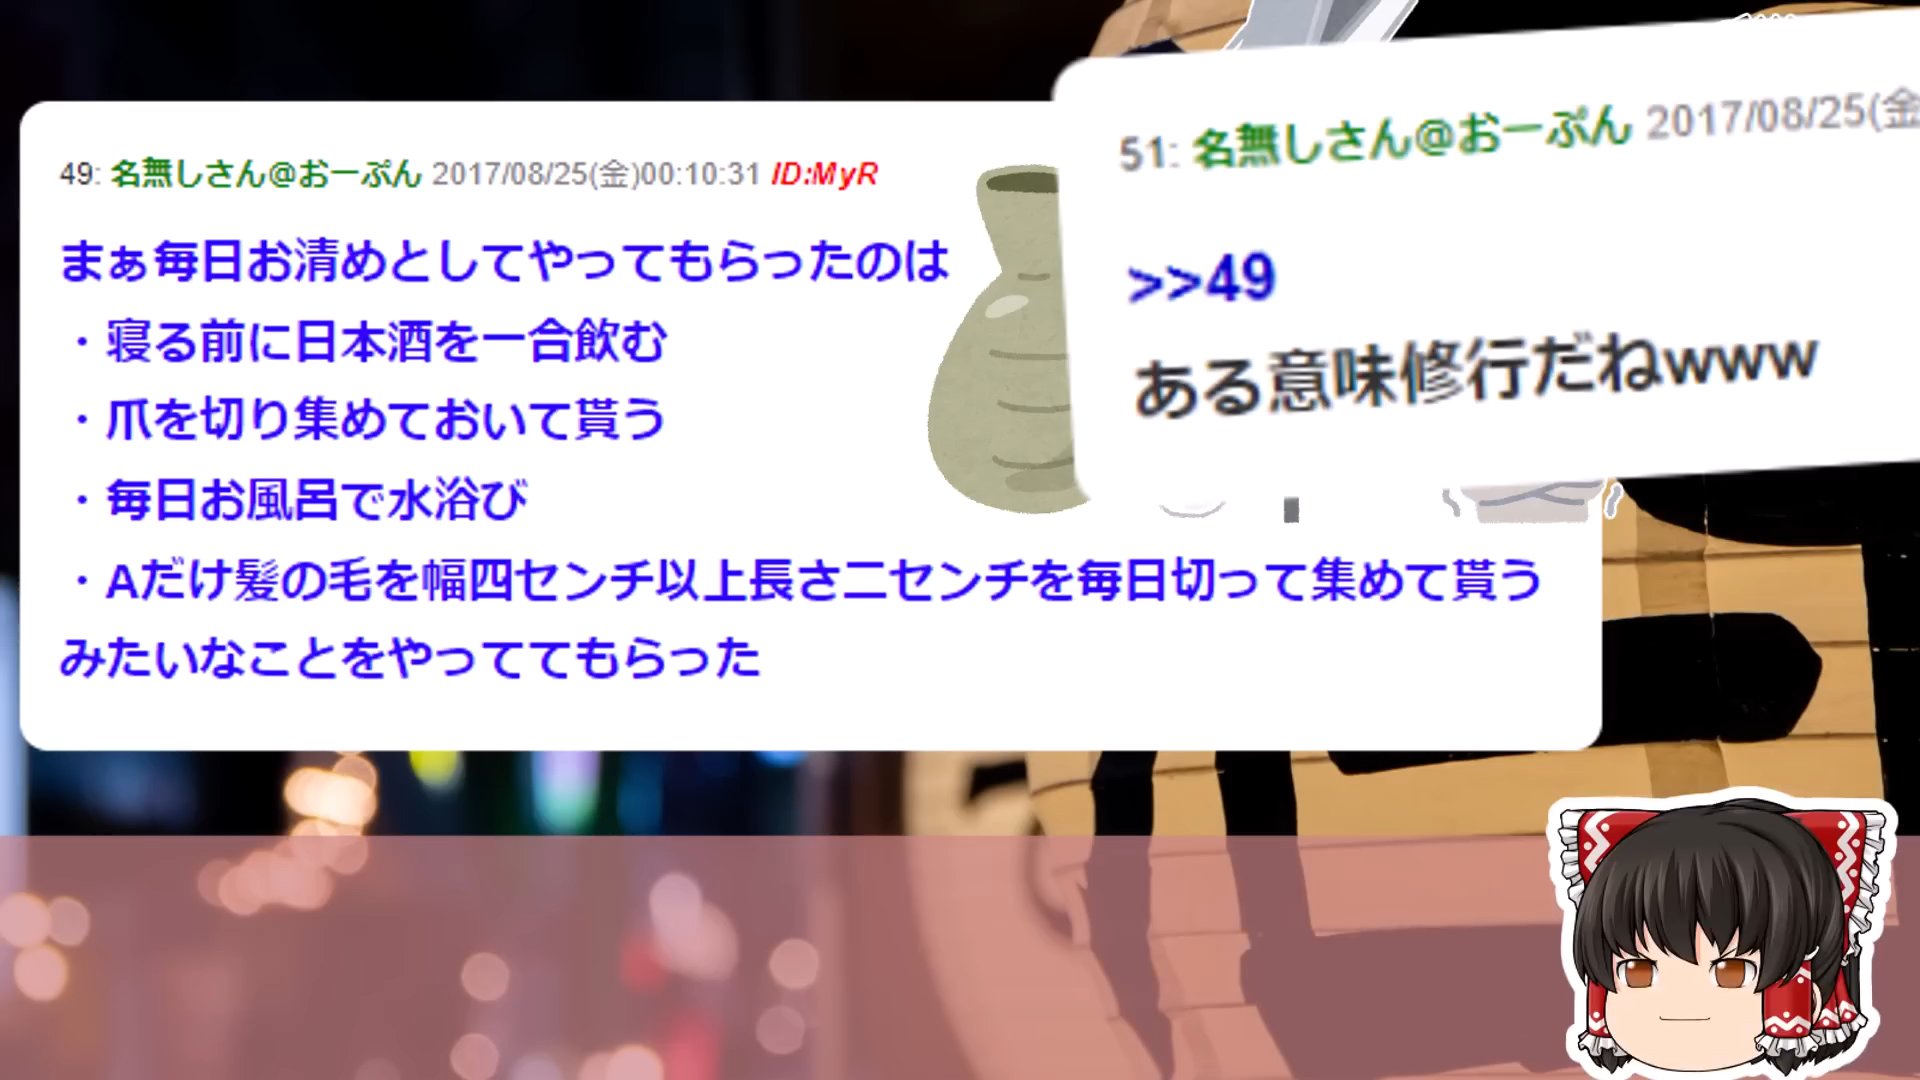 49: 名無しさん@おーぷん 2017/08/25(金)00:10:31 ID:MyR
まぁ毎日お清めとしてやってもらったのは
・寝る前に日本酒を一合飲む
・爪を切り集めておいて貰う
・毎日お風呂で水浴び
・Aだけ髪の毛を幅四センチ以上長さ二センチを毎日切って集めて貰う
みたいなことをやっててもらった
51: 名無しさん@おーぷん 2017/08/25(金
>>49
ある意味修行だねwww